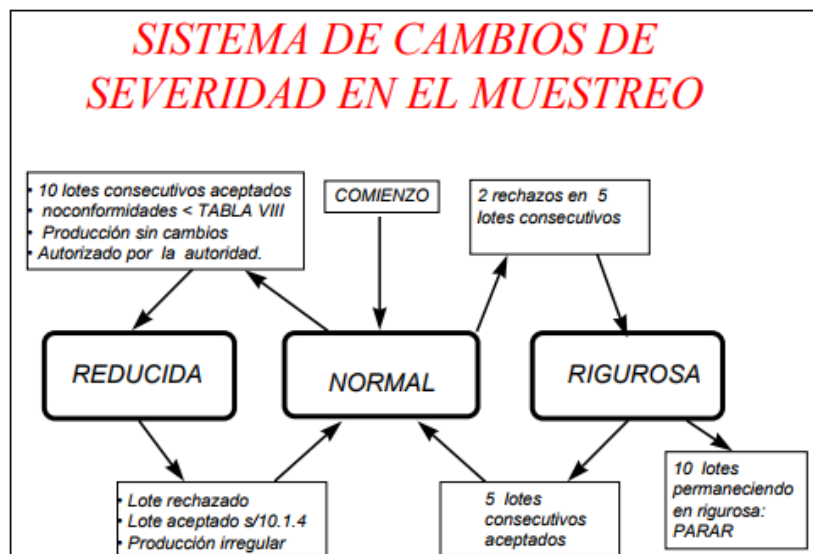 SISTEMA DE CAMBIOS DE
SEVERIDAD EN EL MUESTREO
• 10 lotes consecutivos aceptados
• noconformidades < TABLA VIII
• Producción sin cambios
• Autorizado por la autoridad.
COMIENZO
2 rechazos en 5
lotes consecutivos
REDUCIDA
NORMAL
RIGUROSA
• Lote rechazado
• Lote aceptado s/10.1.4
• Producción irregular
5 lotes
consecutivos
aceptados
10 lotes
permaneciendo
en rigurosa:
PARAR